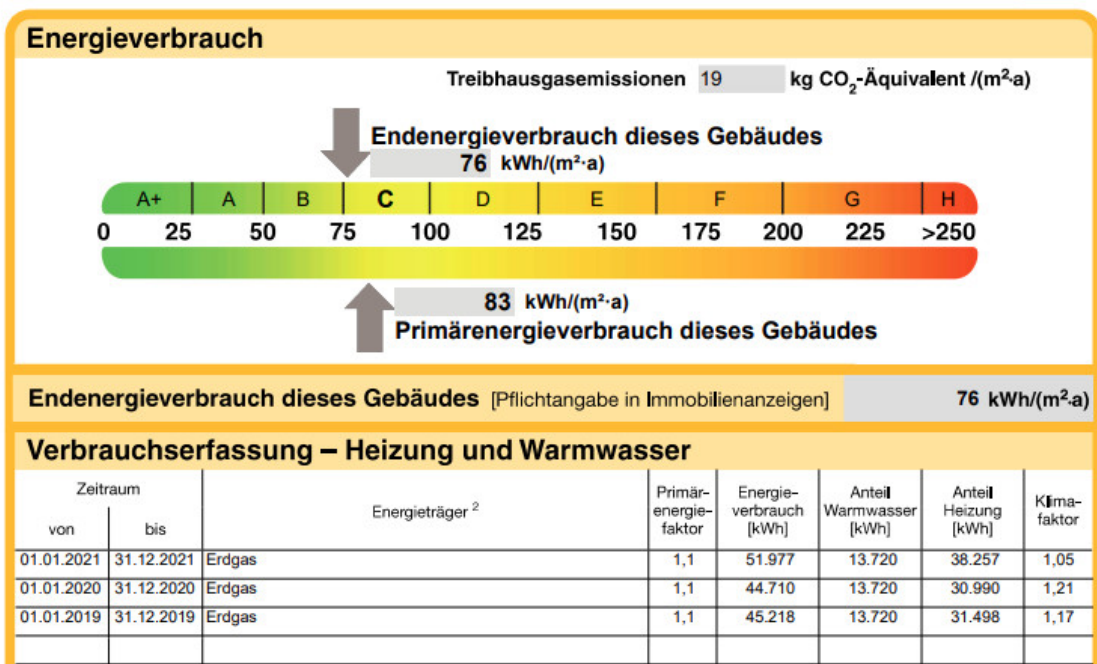 Energieverbrauch
Treibhausgasemissionen 19 kg CO₂-Äquivalent /(m²·a)
Endenergieverbrauch dieses Gebäudes
76 kWh/(m²·a)
A+ A B C D E F G H
0 25 50 75 100 125 150 175 200 225 >250
83 kWh/(m²·a)
Primärenergieverbrauch dieses Gebäudes
Endenergieverbrauch dieses Gebäudes [Pflichtangabe in Immobilienanzeigen] 76 kWh/(m²·a)
Verbrauchserfassung – Heizung und Warmwasser
Zeitraum
von bis
Energieträger ²
Primär-
energie-
faktor
Energie-
verbrauch
[kWh]
Anteil
Warmwasser
[kWh]
Anteil
Heizung
[kWh]
Klima-
faktor
01.01.2021 31.12.2021 Erdgas 1,1 51.977 13.720 38.257 1,05
01.01.2020 31.12.2020 Erdgas 1,1 44.710 13.720 30.990 1,21
01.01.2019 31.12.2019 Erdgas 1,1 45.218 13.720 31.498 1,17